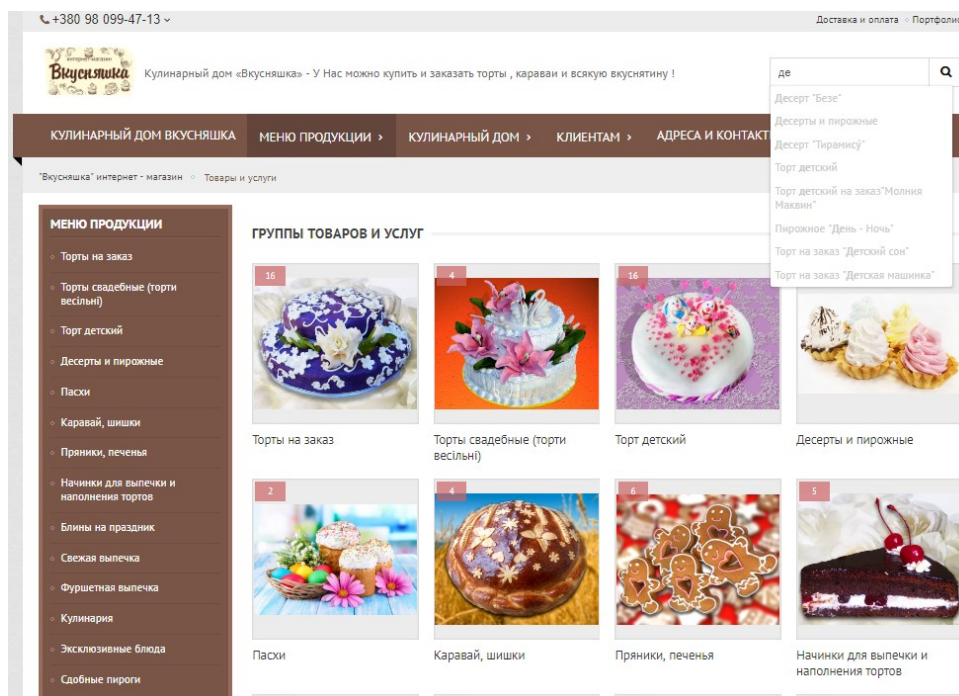 +380 98 099-47-13
Доставка и оплата
интернет-магазин
Вкусняшка
Кулинарный дом «Вкусняшка» - У Нас можно купить и заказать торты , караваи и всякую вкуснятину !
де
Десерт "Безе"
Десерты и пирожные
Десерт "Тирамису́"
Торт детский
Торт детский на заказ"Молния
Маквин"
Пирожное "День - Ночь"
Торт на заказ "Детский сон"
Торт на заказ "Детская машинка"
КУЛИНАРНЫЙ ДОМ ВКУСНЯШКА
МЕНЮ ПРОДУКЦИИ ›
КУЛИНАРНЫЙ ДОМ ›
КЛИЕНТАМ ›
АДРЕСА И КОНТАКТ
"Вкусняшка" интернет - магазин
Товары и услуги
МЕНЮ ПРОДУКЦИИ
Торты на заказ
Торты свадебные (торти
весільні)
Торт детский
Десерты и пирожные
Пасхи
Каравай, шишки
Пряники, печенья
Начинки для выпечки и
наполнения тортов
Блины на праздник
Свежая выпечка
Фуршетная выпечка
Кулинария
Эксклюзивные блюда
Сдобные пироги
ГРУППЫ ТОВАРОВ И УСЛУГ
16
4
16
Торты на заказ
Торты свадебные (торти
весільні)
Торт детский
Десерты и пирожные
2
4
6
5
Пасхи
Каравай, шишки
Пряники, печенья
Начинки для выпечки и
наполнения тортов